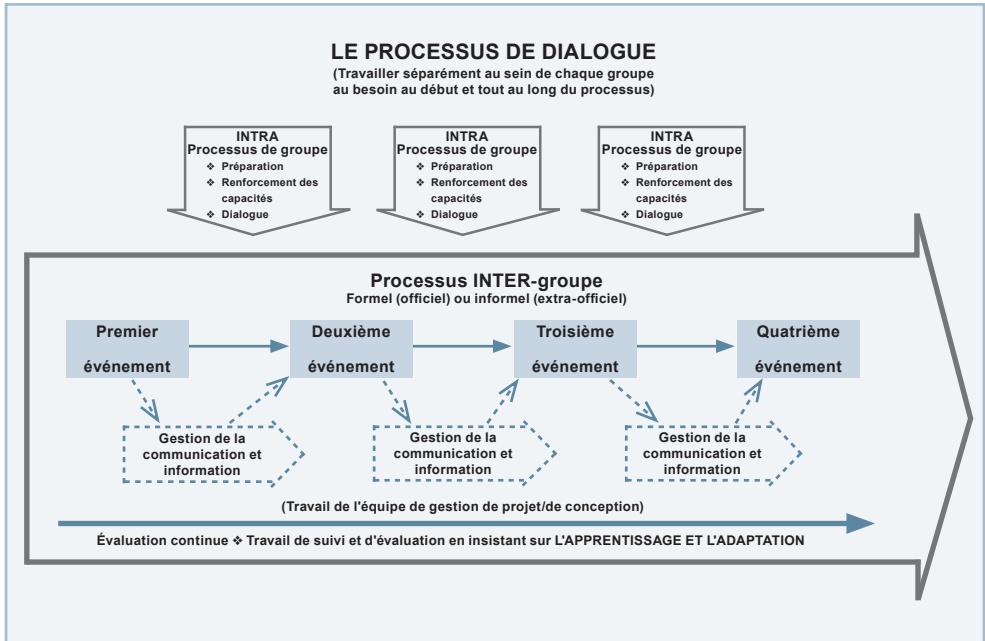 LE PROCESSUS DE DIALOGUE
(Travailler séparément au sein de chaque groupe
au besoin au début et tout au long du processus)
INTRA
Processus de groupe
❖ Préparation
❖ Renforcement des
capacités
❖ Dialogue
INTRA
Processus de groupe
❖ Préparation
❖ Renforcement des
capacités
❖ Dialogue
INTRA
Processus de groupe
❖ Préparation
❖ Renforcement des
capacités
❖ Dialogue
Processus INTER-groupe
Formel (officiel) ou informel (extra-officiel)
Premier
événement
Deuxième
événement
Troisième
événement
Quatrième
événement
Gestion de la
communication et
information
Gestion de la
communication et
information
Gestion de la
communication et
information
(Travail de l'équipe de gestion de projet/de conception)
Évaluation continue ❖ Travail de suivi et d'évaluation en insistant sur L'APPRENTISSAGE ET L'ADAPTATION